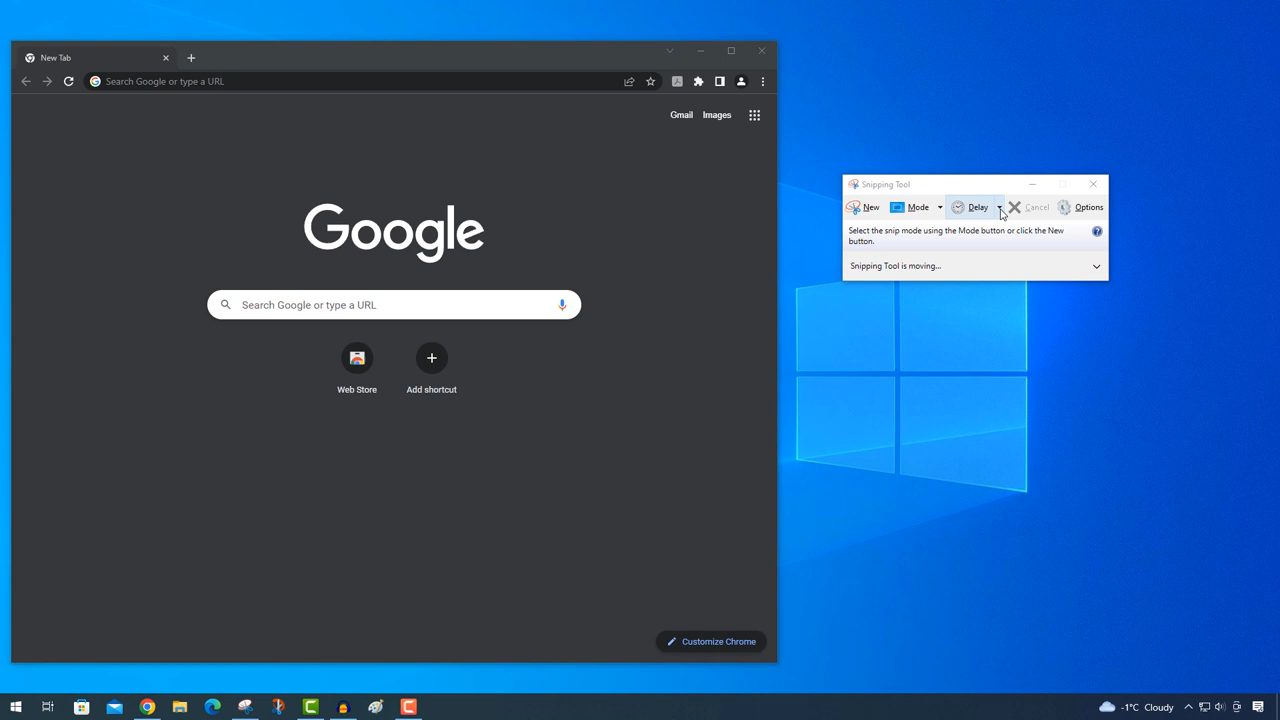 New Tab
Search Google or type a URL
Gmail Images
Google
Search Google or type a URL
Web Store Add shortcut
Customize Chrome
Snipping Tool
New Mode Delay Cancel Options
Select the snip mode using the Mode button or click the New
button.
Snipping Tool is moving...
-1°C Cloudy